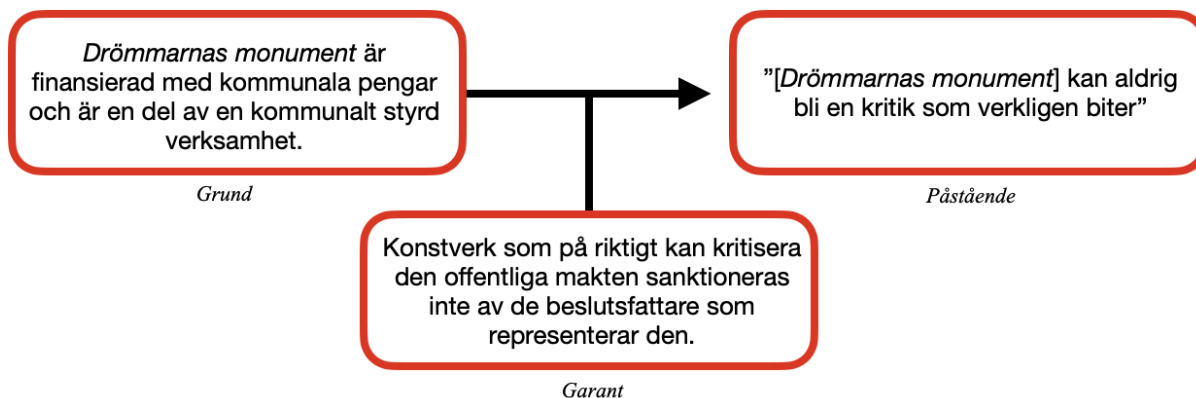 Drömmarnas monument är
finansierad med kommunala pengar
och är en del av en kommunalt styrd
verksamhet.
Grund
”[Drömmarnas monument] kan aldrig
bli en kritik som verkligen biter”
Påstående
Konstverk som på riktigt kan kritisera
den offentliga makten sanktioneras
inte av de beslutsfattare som
representerar den.
Garant